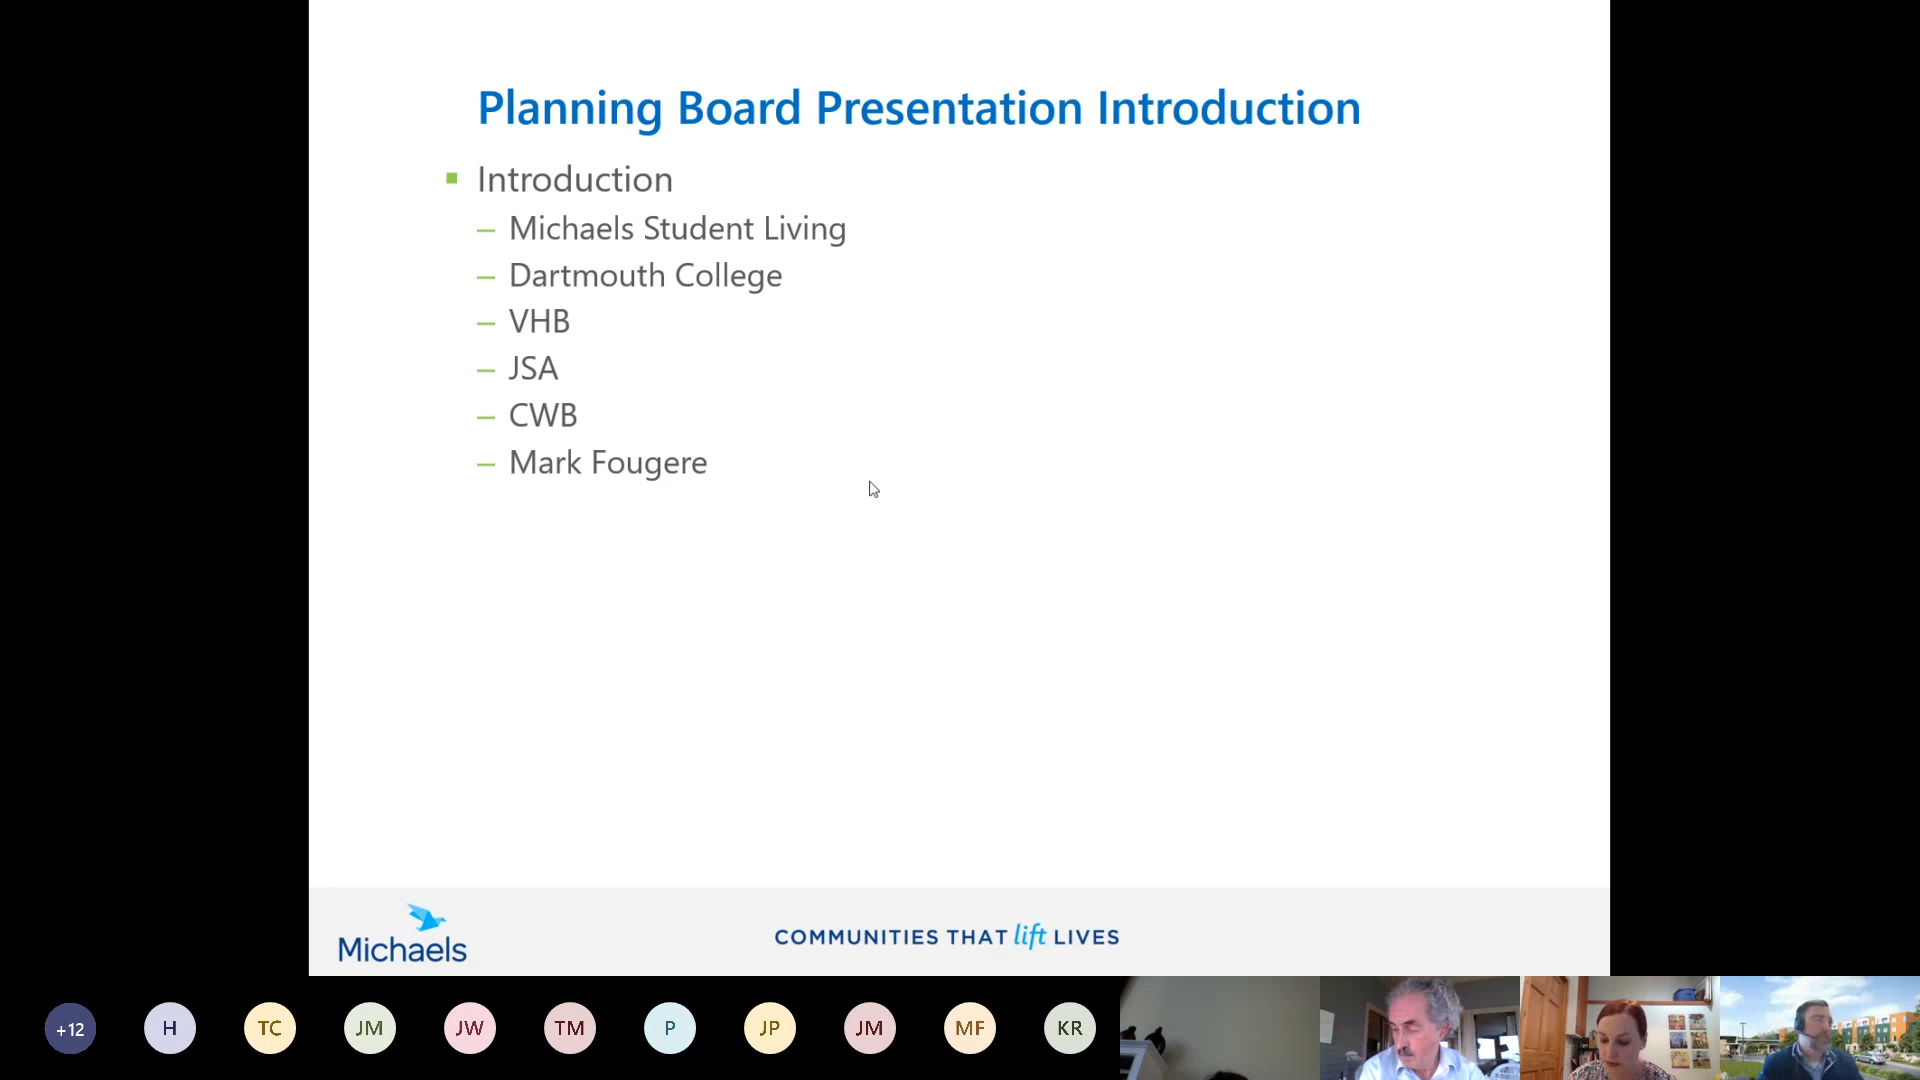 Planning Board Presentation Introduction
Introduction
– Michaels Student Living
– Dartmouth College
– VHB
– JSA
– CWB
– Mark Fougere
Michaels
COMMUNITIES THAT lift LIVES
+12 H TC JM JW TM P JP JM MF KR